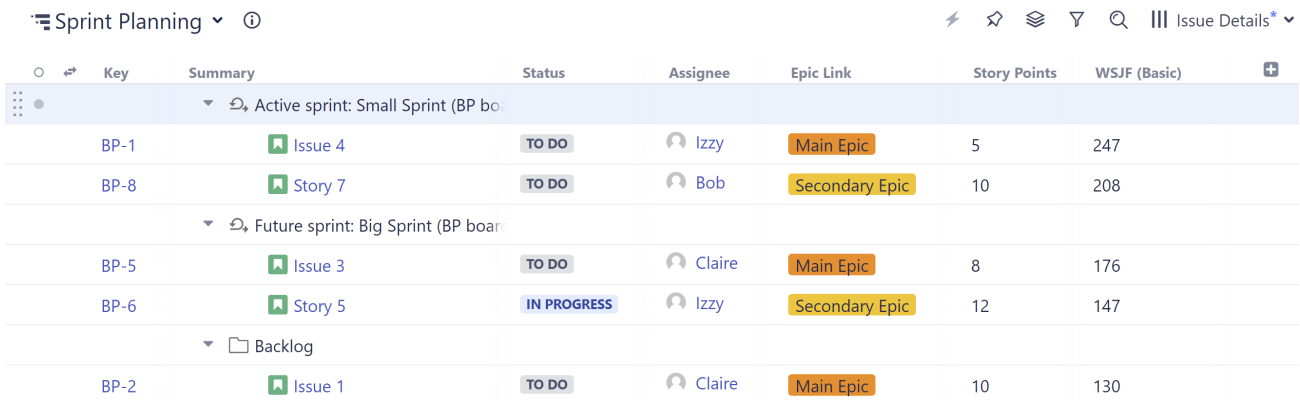 Sprint Planning Issue Details*
Key Summary Status Assignee Epic Link Story Points WSJF (Basic)
Active sprint: Small Sprint (BP
BP-1 Issue 4 TO DO Izzy Main Epic 5 247
BP-8 Story 7 TO DO Bob Secondary Epic 10 208
Future sprint: Big Sprint (BP
BP-5 Issue 3 TO DO Claire Main Epic 8 176
BP-6 Story 5 IN PROGRESS Izzy Secondary Epic 12 147
Backlog
BP-2 Issue 1 TO DO Claire Main Epic 10 130